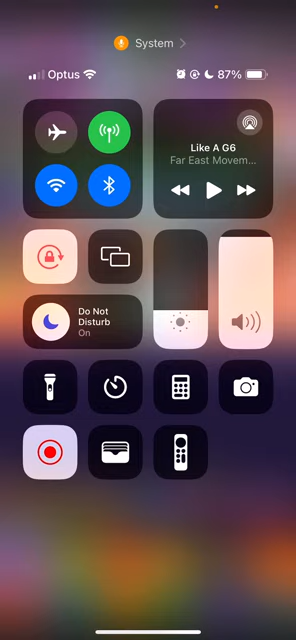 System
Optus
87%
Like A G6
Far East Movem...
Do Not
Disturb
On